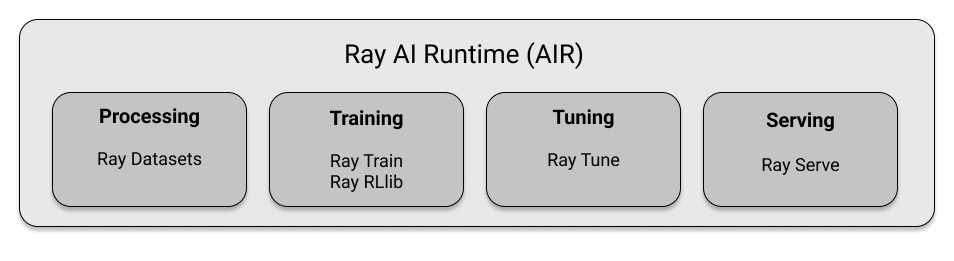 Ray AI Runtime (AIR)
Processing
Ray Datasets
Training
Ray Train
Ray RLlib
Tuning
Ray Tune
Serving
Ray Serve